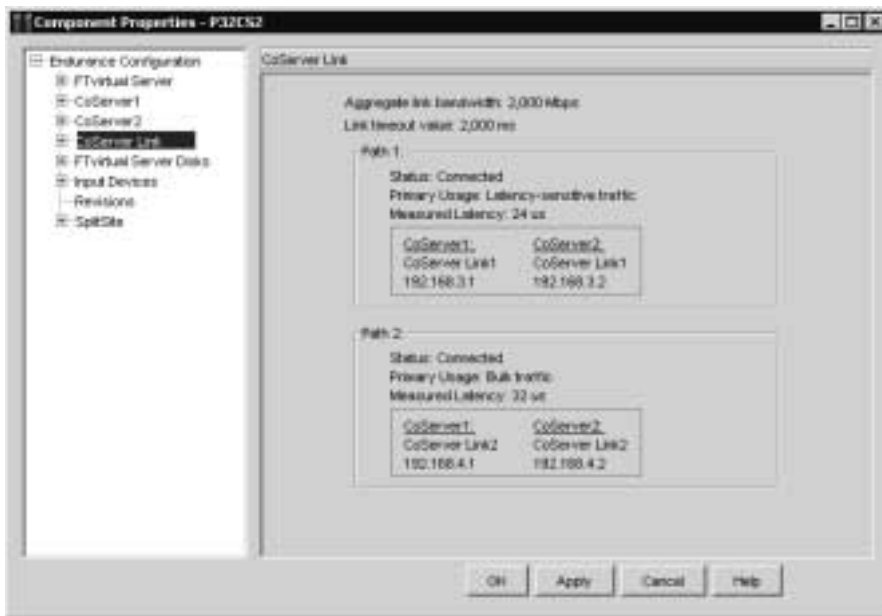 Component Properties - P32CS2
Endurance Configuration
FTvirtual Server
CoServer1
CoServer2
CoServer Link
FTvirtual Server Disks
Input Devices
Revisions
SplitSite
CoServer Link
Aggregate link bandwidth: 2,000 Mbps
Link timeout value: 2,000 ms
Path 1
Status: Connected
Primary Usage: Latency-sensitive traffic
Measured Latency: 24 us
CoServer1: CoServer2:
CoServer Link1 CoServer Link1
192.168.3.1 192.168.3.2
Path 2
Status: Connected
Primary Usage: Bulk traffic
Measured Latency: 32 us
CoServer1: CoServer2:
CoServer Link2 CoServer Link2
192.168.4.1 192.168.4.2
OK Apply Cancel Help